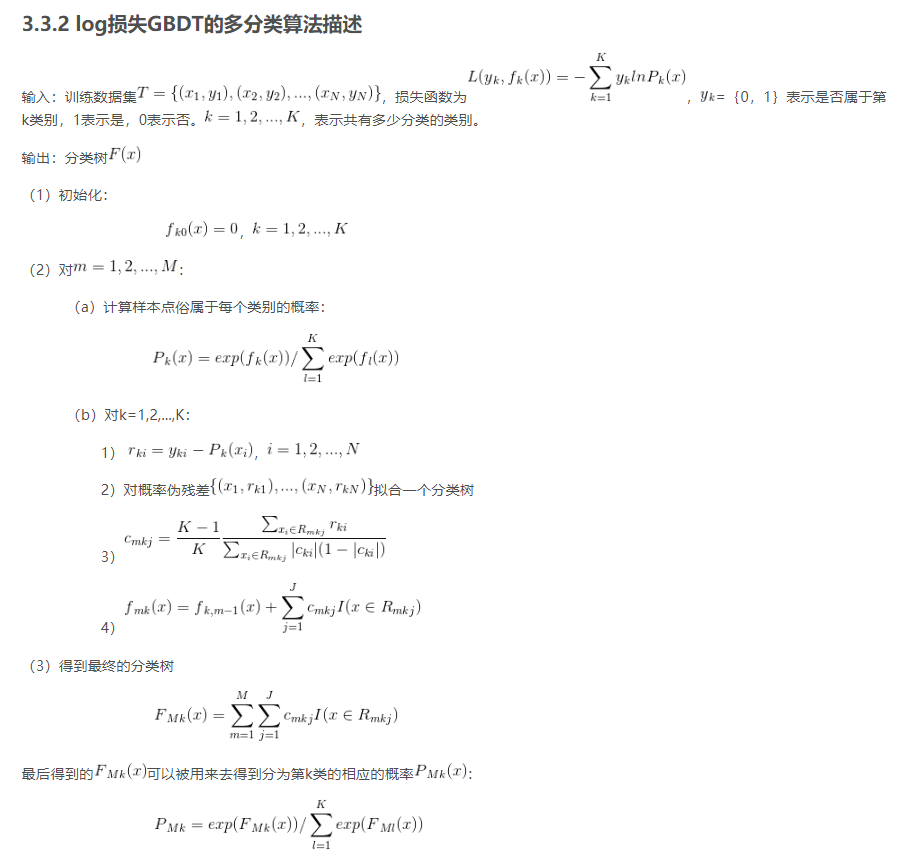 3.3.2 log损失GBDT的多分类算法描述
输入：训练数据集$T = \{(x_1, y_1), (x_2, y_2), ..., (x_N, y_N)\}$，损失函数为$L(y_k, f_k(x)) = -\sum_{k=1}^{K} y_k ln P_k(x)$，$y_k$=｛0，1｝表示是否属于第
k类别，1表示是，0表示否。$k = 1, 2, ..., K$，表示共有多少分类的类别。
输出：分类树$F(x)$
（1）初始化：
$f_{k0}(x) = 0$，$k = 1, 2, ..., K$
（2）对$m = 1, 2, ..., M$：
（a）计算样本点俗属于每个类别的概率：
$P_k(x) = exp(f_k(x)) / \sum_{l=1}^{K} exp(f_l(x))$
（b）对k=1,2,...,K：
1） $r_{ki} = y_{ki} - P_k(x_i)$，$i = 1, 2, ..., N$
2）对概率伪残差$\{(x_1, r_{k1}), ..., (x_N, r_{kN})\}$拟合一个分类树
3） $c_{mkj} = \frac{K-1}{K} \frac{\sum_{x_i \in R_{mkj}} r_{ki}}{\sum_{x_i \in R_{mkj}} |c_{ki}|(1 - |c_{ki}|)}$
4） $f_{mk}(x) = f_{k,m-1}(x) + \sum_{j=1}^{J} c_{mkj} I(x \in R_{mkj})$
（3）得到最终的分类树
$F_{Mk}(x) = \sum_{m=1}^{M} \sum_{j=1}^{J} c_{mkj} I(x \in R_{mkj})$
最后得到的$F_{Mk}(x)$可以被用来去得到分为第k类的相应的概率$P_{Mk}(x)$：
$P_{Mk} = exp(F_{Mk}(x)) / \sum_{l=1}^{K} exp(F_{Ml}(x))$